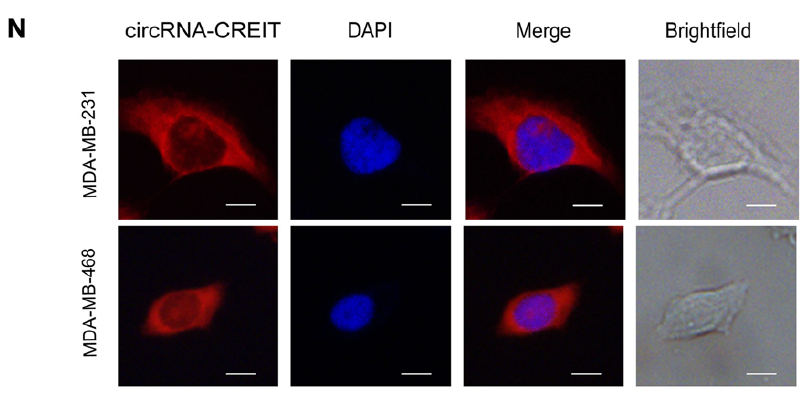 N
circRNA-CREIT DAPI Merge Brightfield
MDA-MB-231
MDA-MB-468